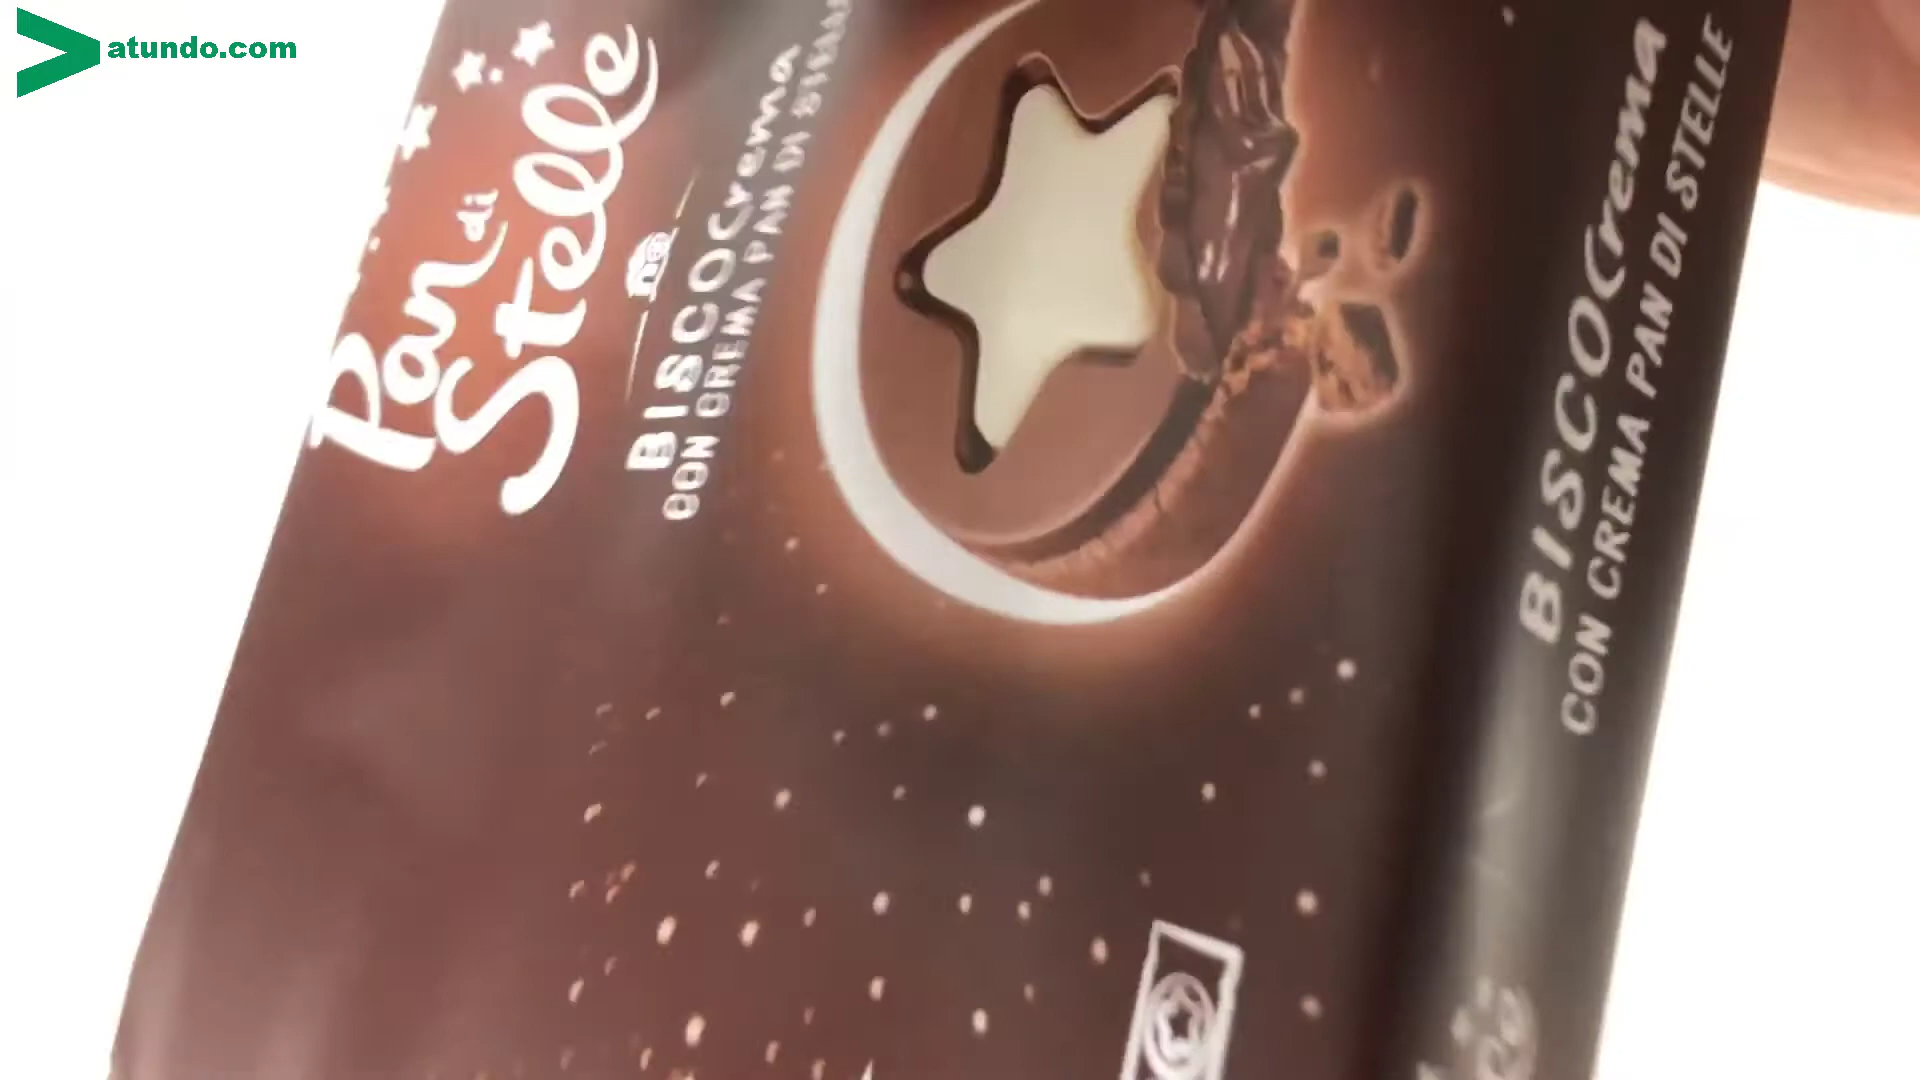 atundo.com
Pan di
Stelle
BISCOCrema
CON CREMA PAN DI STELLE
BISCOCrema
CON CREMA PAN DI STELLE